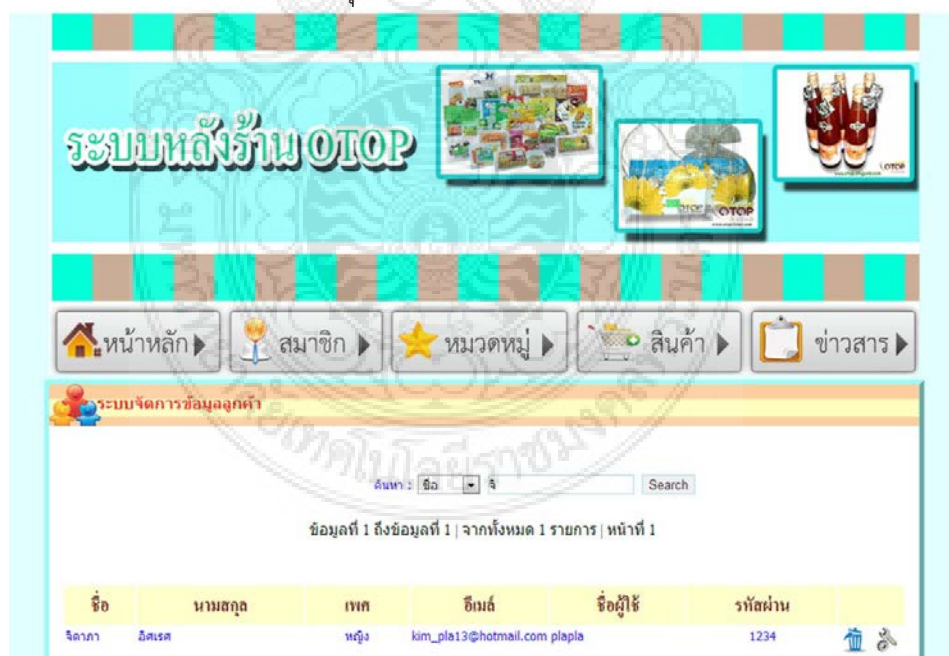 ระบบหลังร้าน OTOP
OTOP
OTOP
LOTOP
หน้าหลัก
สมาชิก
หมวดหมู่
สินค้า
ข่าวสาร
ระบบจัดการข้อมูลลูกค้า
ค้นหา : ชื่อ จิ Search
ข้อมูลที่ 1 ถึงข้อมูลที่ 1 | จากทั้งหมด 1 รายการ | หน้าที่ 1
ชื่อ นามสกุล เพศ อีเมล์ ชื่อผู้ใช้ รหัสผ่าน
จิดาภา อิศเรศ หญิง kim_pla13@hotmail.com plapla 1234